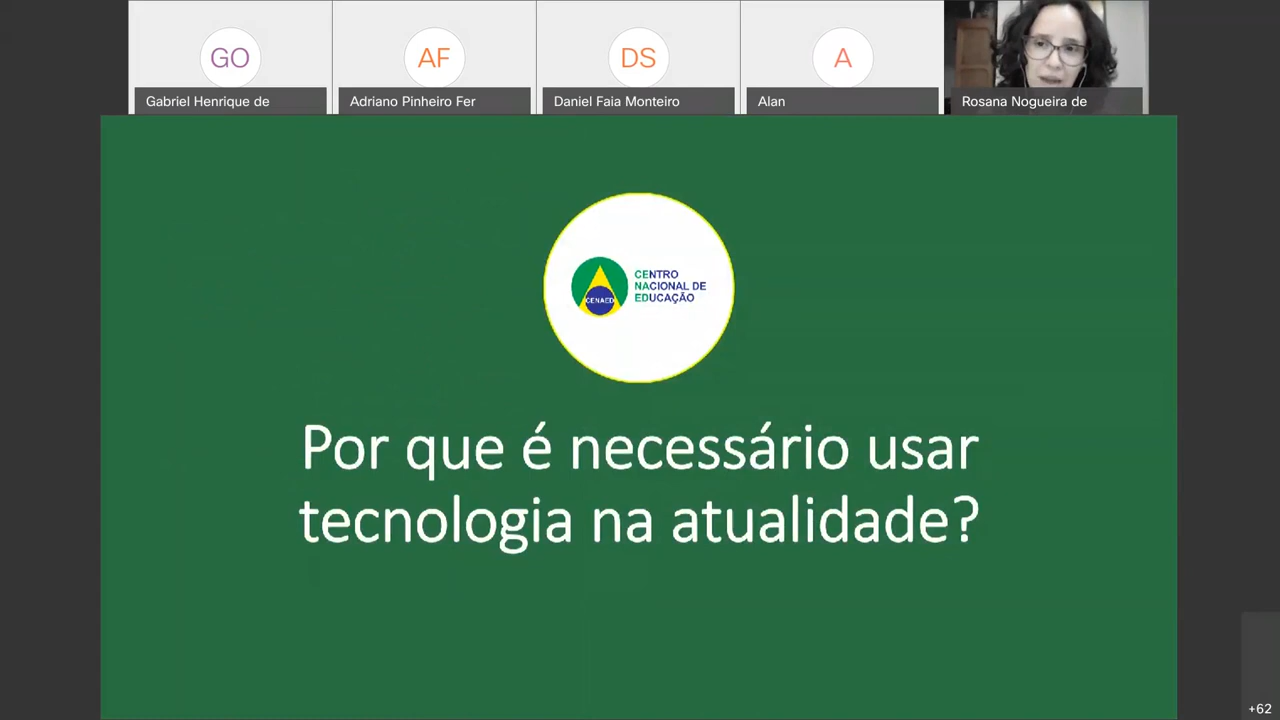 GO
AF
DS
A
Gabriel Henrique de
Adriano Pinheiro Fer
Daniel Faia Monteiro
Alan
Rosana Nogueira de
CENAED
CENTRO
NACIONAL DE
EDUCAÇÃO
Por que é necessário usar
tecnologia na atualidade?
+62